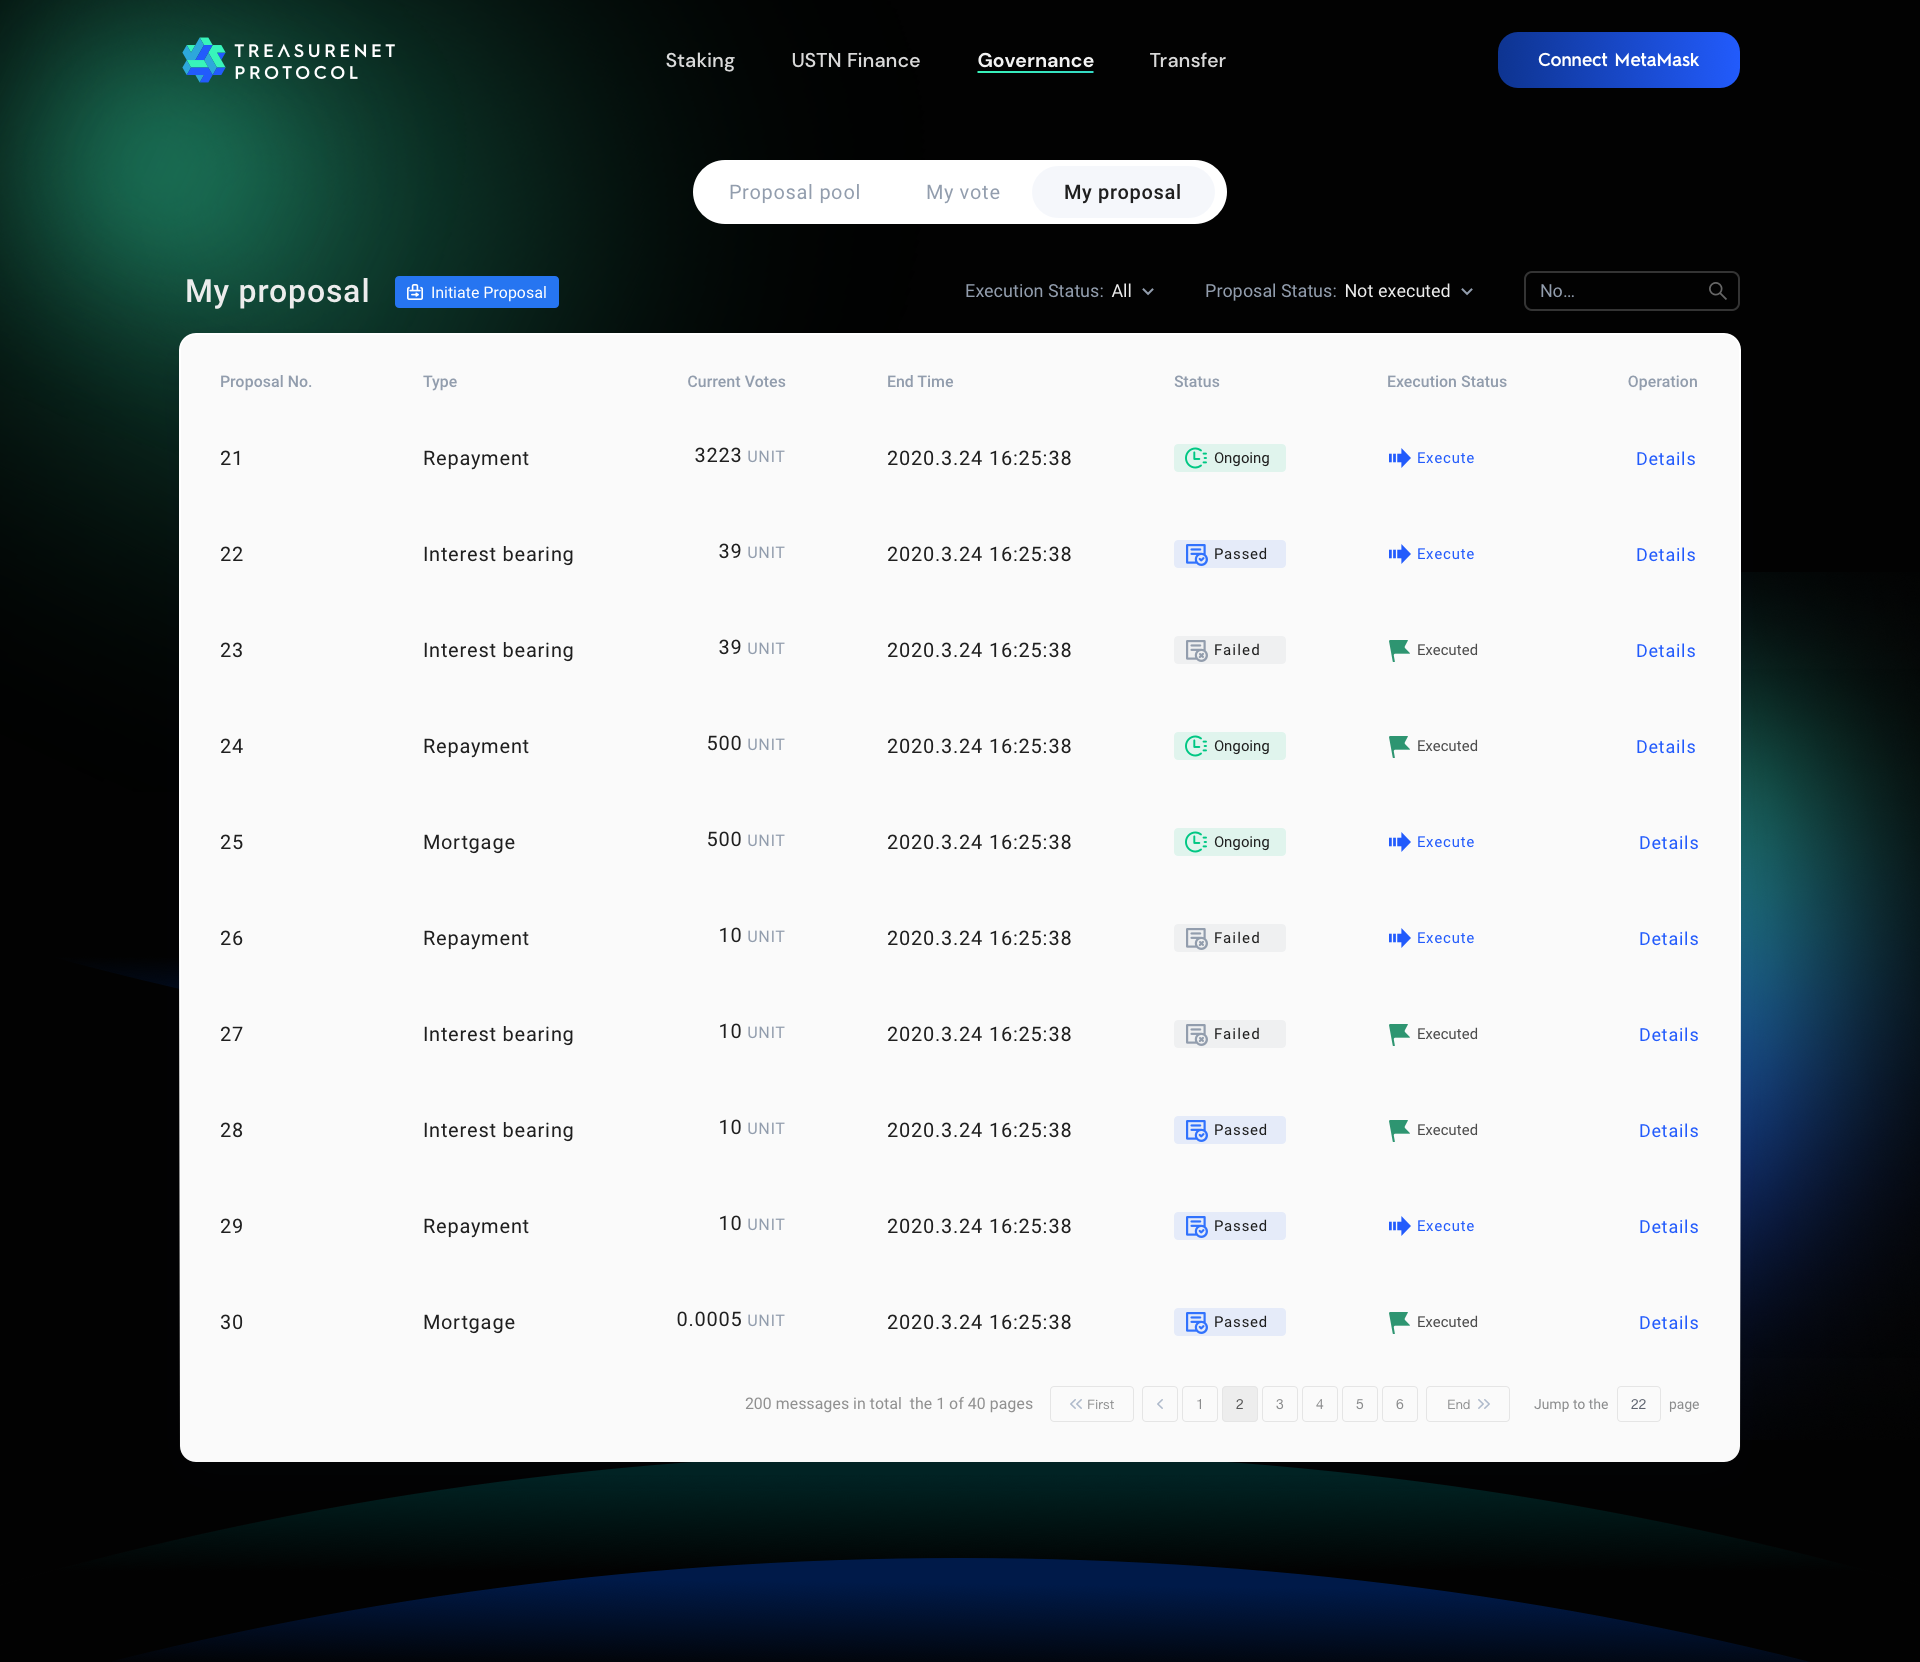 TREASURENET
PROTOCOL
Staking USTN Finance Governance Transfer
Connect MetaMask
Proposal pool My vote My proposal
My proposal Initiate Proposal Execution Status: All Proposal Status: Not executed No...
Proposal No. Type Current Votes End Time Status Execution Status Operation
21 Repayment 3223 UNIT 2020.3.24 16:25:38 Ongoing Execute Details
22 Interest bearing 39 UNIT 2020.3.24 16:25:38 Passed Execute Details
23 Interest bearing 39 UNIT 2020.3.24 16:25:38 Failed Executed Details
24 Repayment 500 UNIT 2020.3.24 16:25:38 Ongoing Executed Details
25 Mortgage 500 UNIT 2020.3.24 16:25:38 Ongoing Execute Details
26 Repayment 10 UNIT 2020.3.24 16:25:38 Failed Execute Details
27 Interest bearing 10 UNIT 2020.3.24 16:25:38 Failed Executed Details
28 Interest bearing 10 UNIT 2020.3.24 16:25:38 Passed Executed Details
29 Repayment 10 UNIT 2020.3.24 16:25:38 Passed Execute Details
30 Mortgage 0.0005 UNIT 2020.3.24 16:25:38 Passed Executed Details
200 messages in total the 1 of 40 pages First 1 2 3 4 5 6 End Jump to the 22 page